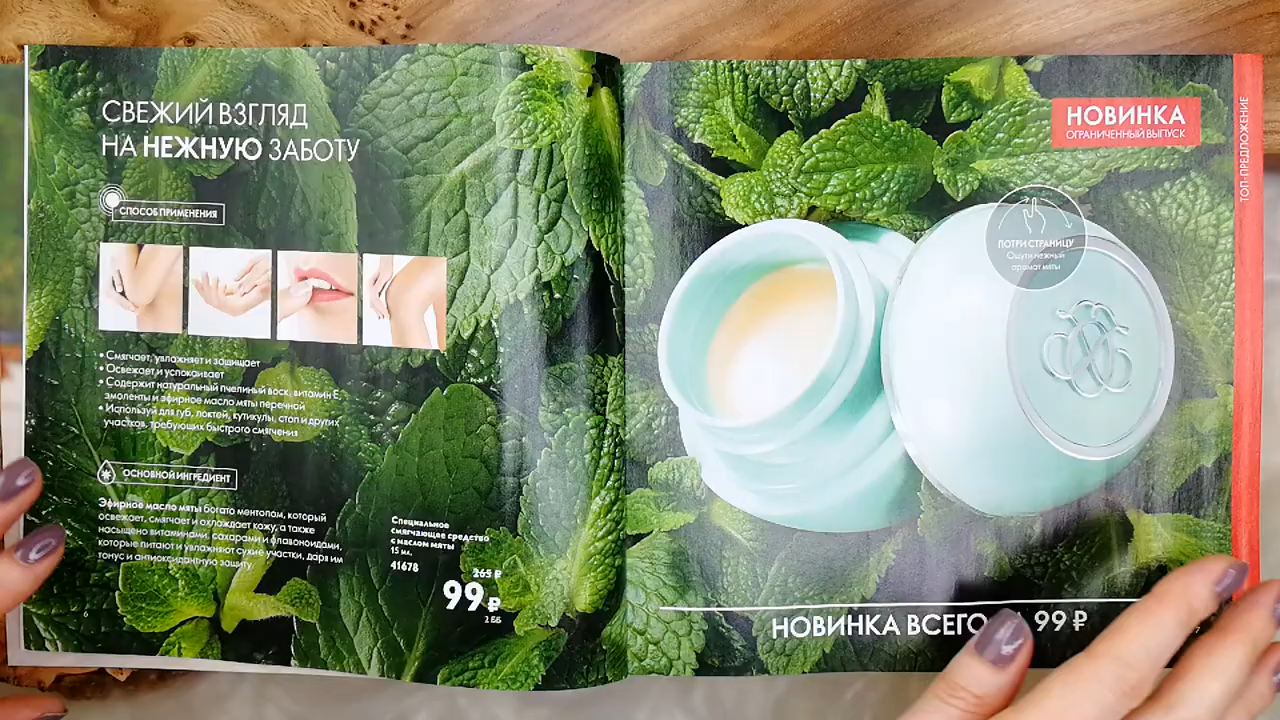 СВЕЖИЙ ВЗГЛЯД
НА НЕЖНУЮ ЗАБОТУ
СПОСОБ ПРИМЕНЕНИЯ
• Смягчает, увлажняет и защищает
• Освежает и успокаивает
• Содержит натуральный пчелиный воск, витамин Е,
эмоленты и эфирное масло мяты перечной
• Используй для губ, локтей, кутикулы, стоп и других
участков, требующих быстрого смягчения
ОСНОВНОЙ ИНГРЕДИЕНТ
Эфирное масло мяты богато ментолом, который
освежает, смягчает и охлаждает кожу, а также
насыщено витаминами, сахарами и флавоноидами,
которые питают и увлажняют сухие участки, даря им
тонус и антиоксидантную защиту.
Специальное
смягчающее средство
с маслом мяты
15 мл.
41678
265 ₽
99 ₽
2 ББ
6
НОВИНКА
ОГРАНИЧЕННЫЙ ВЫПУСК
ТОП-ПРЕДЛОЖЕНИЕ
ПОТРИ СТРАНИЦУ
Ощути нежный
аромат мяты
НОВИНКА ВСЕГО 99 ₽
7